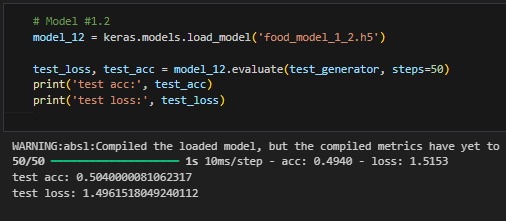 # Model #1.2
model_12 = keras.models.load_model('food_model_1_2.h5')
test_loss, test_acc = model_12.evaluate(test_generator, steps=50)
print('test acc:', test_acc)
print('test loss:', test_loss)
WARNING:absl:Compiled the loaded model, but the compiled metrics have yet to
50/50 ━━━━━━━━━━━━━━━━━━━━ 1s 10ms/step - acc: 0.4940 - loss: 1.5153
test acc: 0.5040000081062317
test loss: 1.4961518049240112